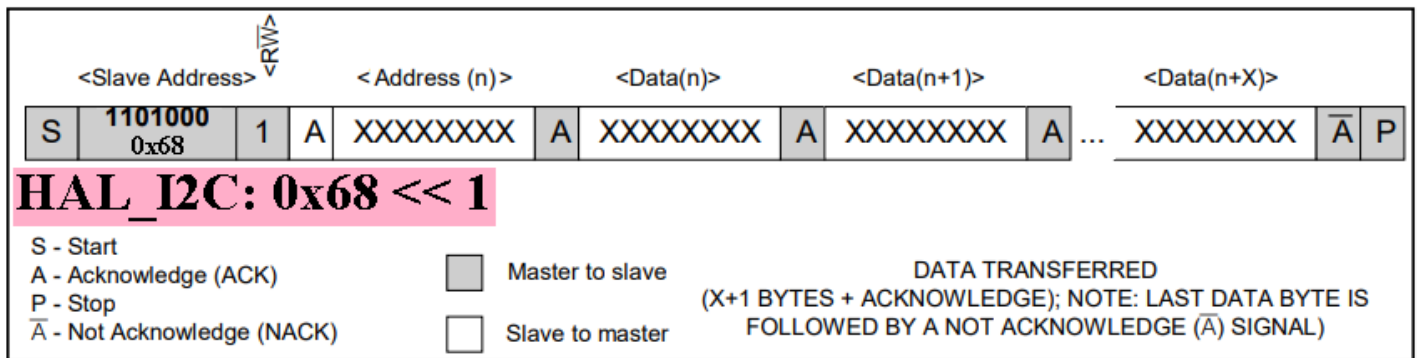 <RW̅>
<Slave Address> < Address (n) > <Data(n)> <Data(n+1)> <Data(n+X)>
S 1101000 1 A XXXXXXXX A XXXXXXXX A XXXXXXXX A ... XXXXXXXX A̅ P
0x68
HAL_I2C: 0x68 << 1
S - Start
A - Acknowledge (ACK)
P - Stop
A̅ - Not Acknowledge (NACK)
Master to slave
Slave to master
DATA TRANSFERRED
(X+1 BYTES + ACKNOWLEDGE); NOTE: LAST DATA BYTE IS
FOLLOWED BY A NOT ACKNOWLEDGE (A̅) SIGNAL)